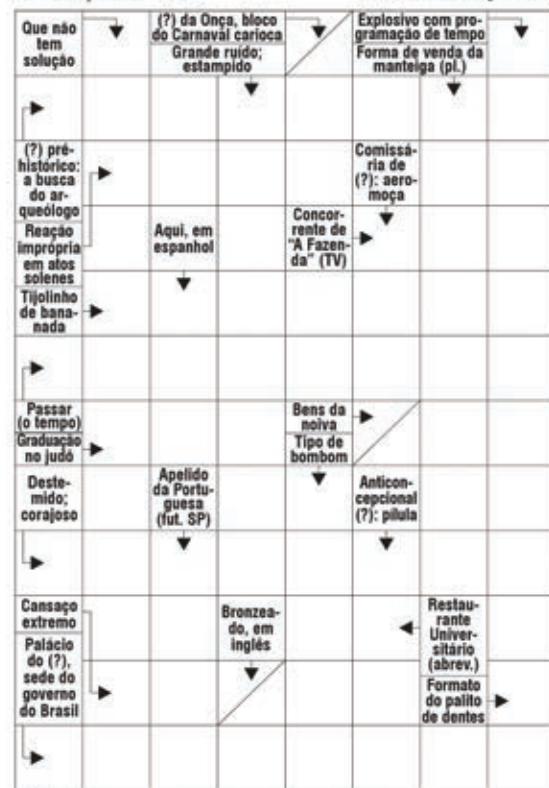 Que não
tem
solução
(?) da Onça, bloco
do Carnaval carioca
Grande ruído;
estampido
Explosivo com pro-
gramação de tempo
Forma de venda da
manteiga (pl.)
(?) pré-
histórico:
a busca
do ar-
queólogo
Reação
imprópria
em atos
solenes
Comissá-
ria de
(?): aero-
moça
Aqui, em
espanhol
Concor-
rente de
"A Fazen-
da" (TV)
Tijolinho
de bana-
nada
Passar
(o tempo)
Graduação
no judô
Bens da
noiva
Tipo de
bombom
Deste-
mido;
corajoso
Apelido
da Portu-
guesa
(fut. SP)
Anticon-
cepcional
(?): pílula
Cansaço
extremo
Palácio
do (?),
sede do
governo
do Brasil
Bronzea-
do, em
inglês
Restau-
rante
Univer-
sitário
(abrev.)
Formato
do palito
de dentes